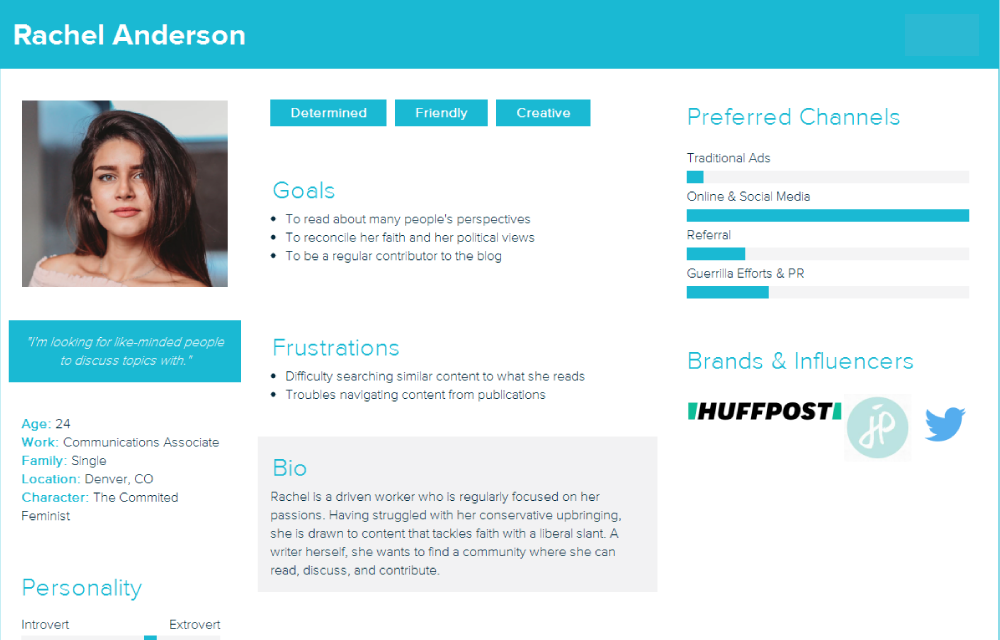 Rachel Anderson
"I'm looking for like-minded people
to discuss topics with."
Age: 24
Work: Communications Associate
Family: Single
Location: Denver, CO
Character: The Commited
Feminist
Personality
Introvert Extrovert
Determined Friendly Creative
Goals
• To read about many people's perspectives
• To reconcile her faith and her political views
• To be a regular contributor to the blog
Frustrations
• Difficulty searching similar content to what she reads
• Troubles navigating content from publications
Bio
Rachel is a driven worker who is regularly focused on her
passions. Having struggled with her conservative upbringing,
she is drawn to content that tackles faith with a liberal slant. A
writer herself, she wants to find a community where she can
read, discuss, and contribute.
Preferred Channels
Traditional Ads
Online & Social Media
Referral
Guerrilla Efforts & PR
Brands & Influencers
HUFFPOST
jp